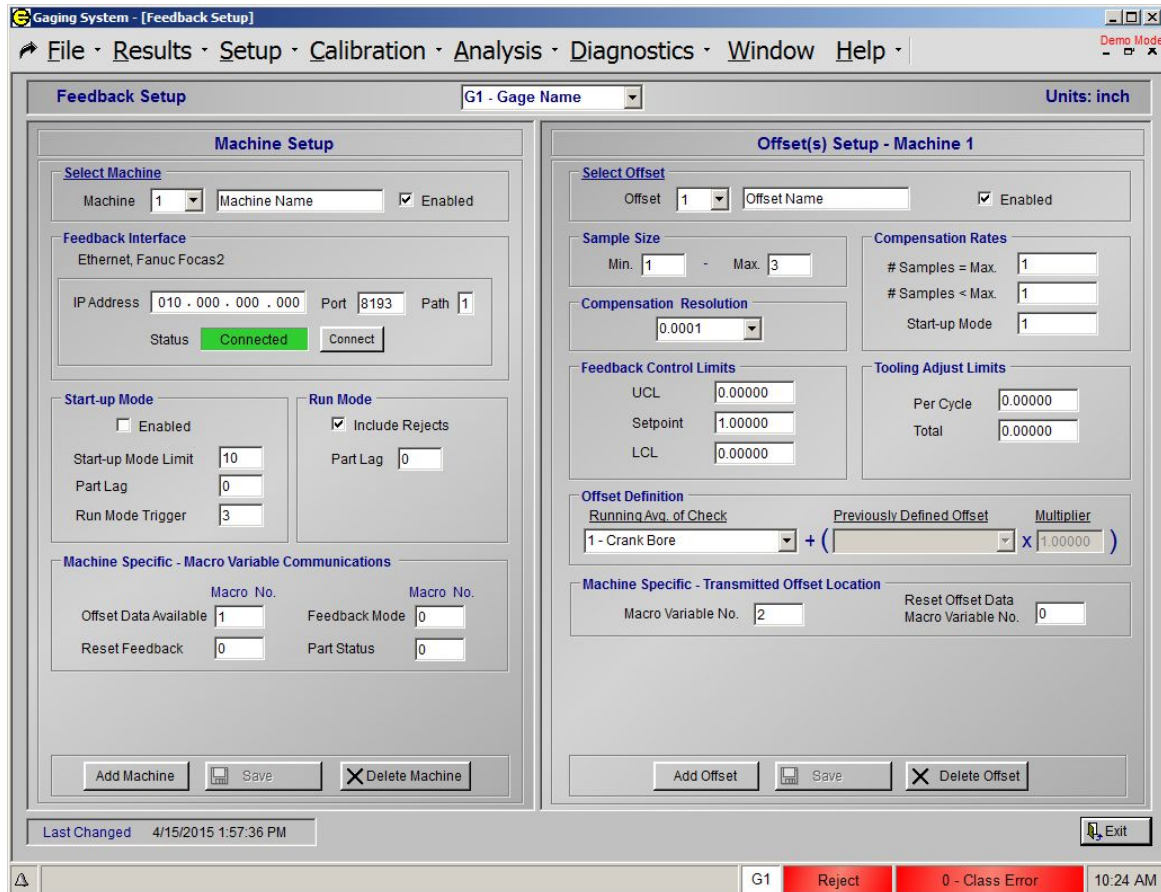 Gaging System - [Feedback Setup]
File · Results · Setup · Calibration · Analysis · Diagnostics · Window Help ·
Demo Mode
Feedback Setup
G1 - Gage Name
Units: inch
Machine Setup
Select Machine
Machine 1 Machine Name Enabled
Feedback Interface
Ethernet, Fanuc Focas2
IP Address 010 . 000 . 000 . 000 Port 8193 Path 1
Status Connected Connect
Start-up Mode
Enabled
Start-up Mode Limit 10
Part Lag 0
Run Mode Trigger 3
Run Mode
Include Rejects
Part Lag 0
Machine Specific - Macro Variable Communications
Macro No. Macro No.
Offset Data Available 1 Feedback Mode 0
Reset Feedback 0 Part Status 0
Add Machine Save Delete Machine
Offset(s) Setup - Machine 1
Select Offset
Offset 1 Offset Name Enabled
Sample Size
Min. 1 - Max. 3
Compensation Resolution
0.0001
Compensation Rates
# Samples = Max. 1
# Samples < Max. 1
Start-up Mode 1
Feedback Control Limits
UCL 0.00000
Setpoint 1.00000
LCL 0.00000
Tooling Adjust Limits
Per Cycle 0.00000
Total 0.00000
Offset Definition
Running Avg. of Check Previously Defined Offset Multiplier
1 - Crank Bore + ( x 1.00000 )
Machine Specific - Transmitted Offset Location
Macro Variable No. 2
Reset Offset Data
Macro Variable No. 0
Add Offset Save Delete Offset
Last Changed 4/15/2015 1:57:36 PM
Exit
G1 Reject 0 - Class Error 10:24 AM